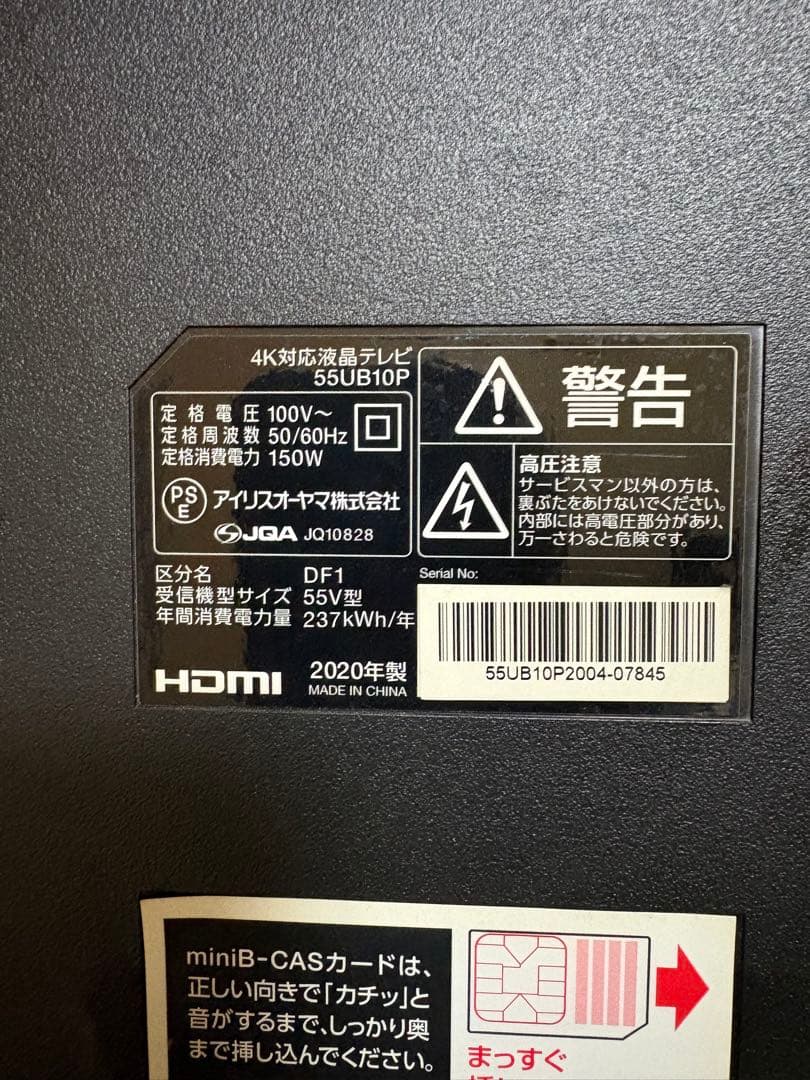 4K対応液晶テレビ
55UB10P
定格電圧 100V～
定格周波数 50/60Hz
定格消費電力 150W
PS
E
アイリスオーヤマ株式会社
JQA JQ10828
区分名 DF1
受信機型サイズ 55V型
年間消費電力量 237kWh/年
HDMI
2020年製
MADE IN CHINA
警告
高圧注意
サービスマン以外の方は、
裏ぶたをあけないでください。
内部には高電圧部分があり、
万一さわると危険です。
Serial No:
55UB10P2004-07845
miniB-CASカードは、
正しい向きで「カチッ」と
音がするまで、しっかり奥
まで挿し込んでください。
まっすぐ